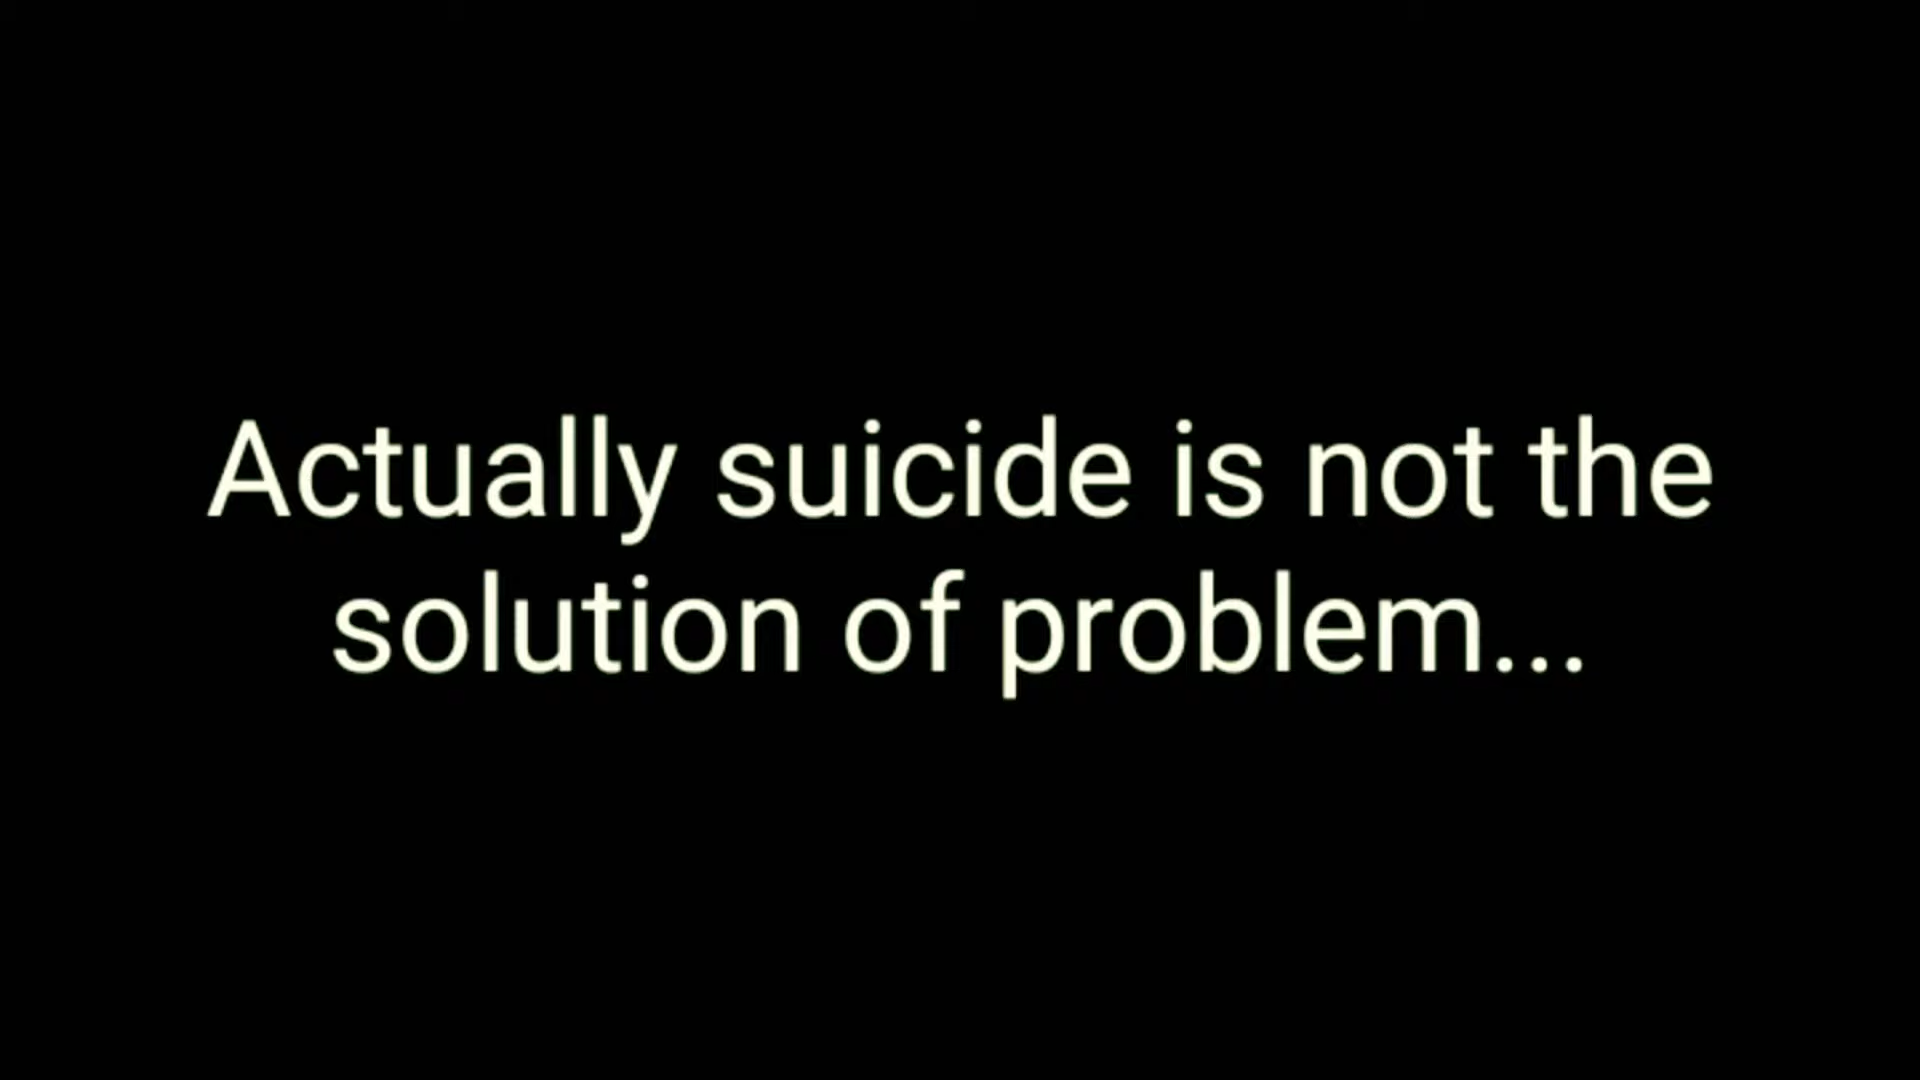 Actually suicide is not the
solution of problem...